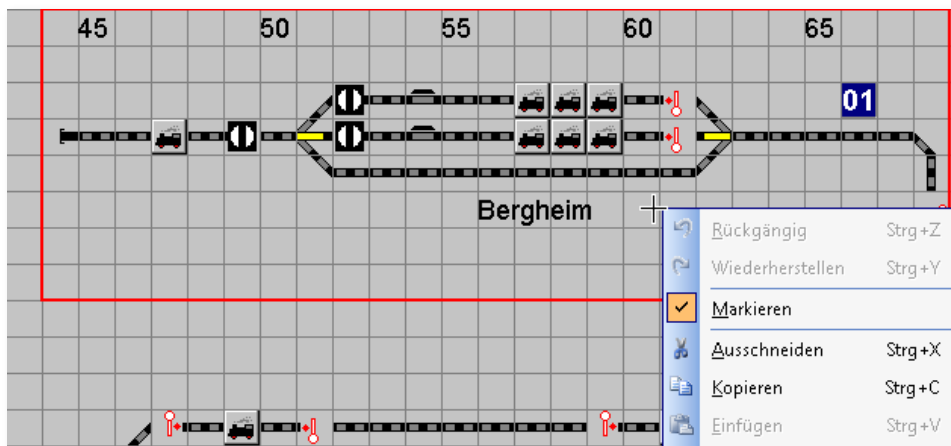 45 50 55 60 65
01
Bergheim
Rückgängig Strg+Z
Wiederherstellen Strg+Y
Markieren
Ausschneiden Strg+X
Kopieren Strg+C
Einfügen Strg+V